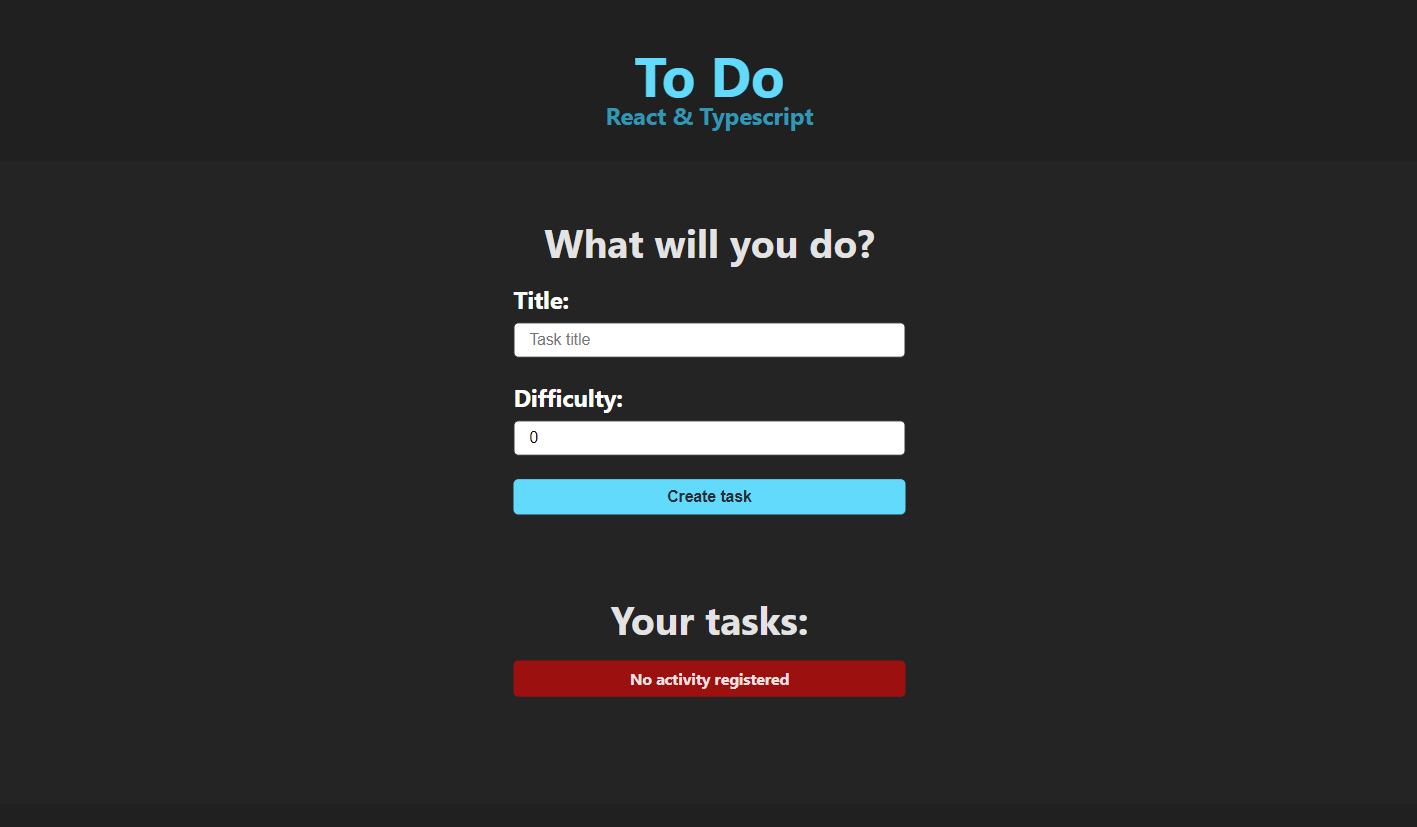 To Do
React & Typescript
What will you do?
Title:
Task title
Difficulty:
0
Create task
Your tasks:
No activity registered